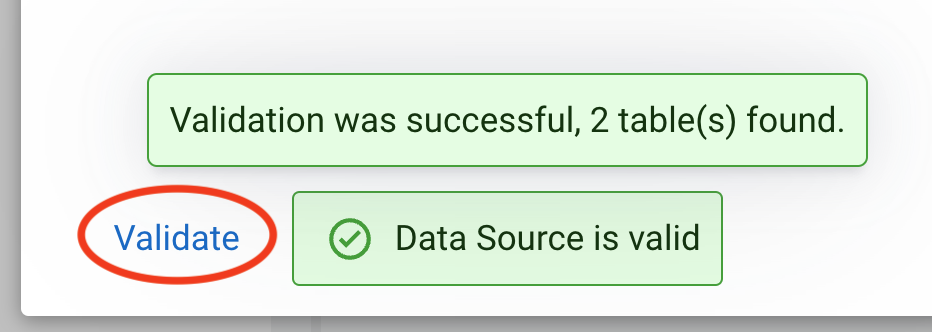 Validation was successful, 2 table(s) found.
Validate
Data Source is valid